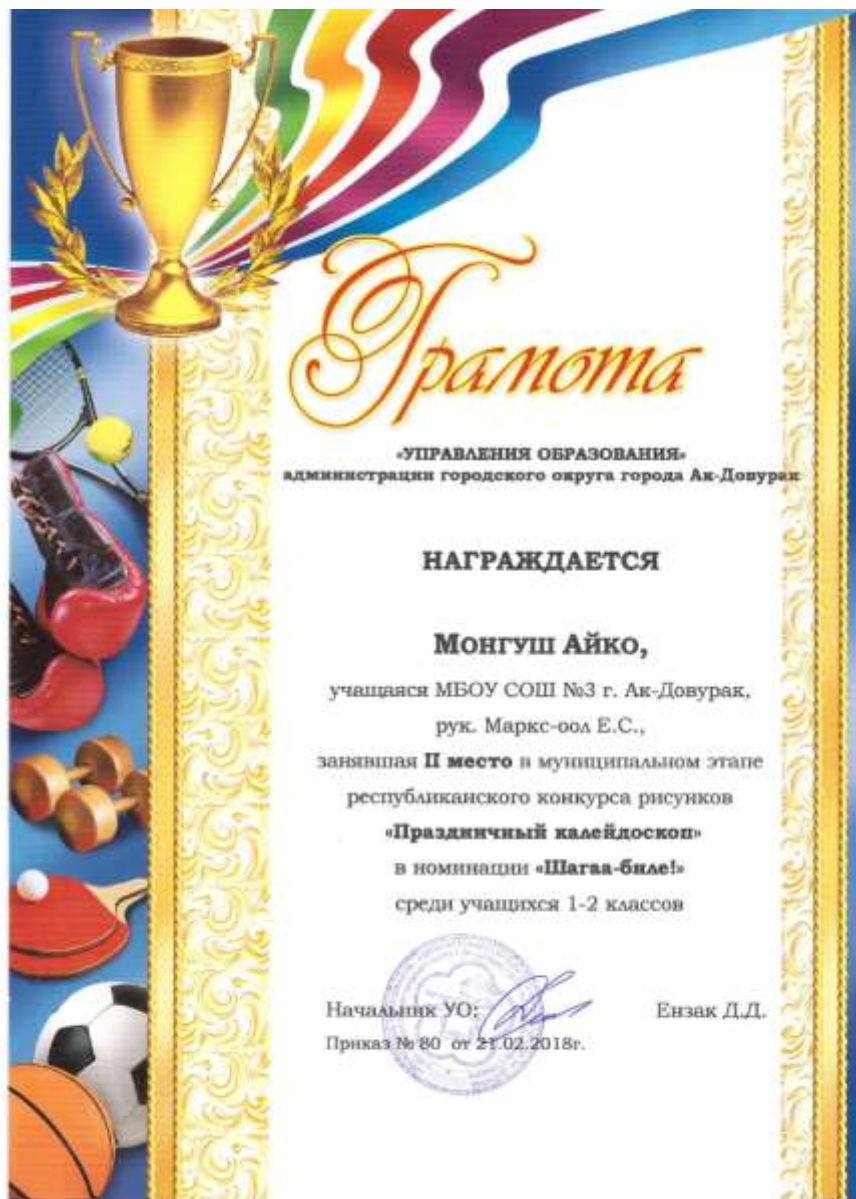 Грамота
«УПРАВЛЕНИЯ ОБРАЗОВАНИЯ»
администрации городского округа города Ак-Довурак
НАГРАЖДАЕТСЯ
Монгуш Айко,
учащаяся МБОУ СОШ №3 г. Ак-Довурак,
рук. Маркс-оол Е.С.,
занявшая II место в муниципальном этапе
республиканского конкурса рисунков
«Праздничный калейдоскоп»
в номинации «Шагаа-биле!»
среди учащихся 1-2 классов
Начальник УО: Ензак Д.Д.
Приказ № 80 от 21.02.2018г.